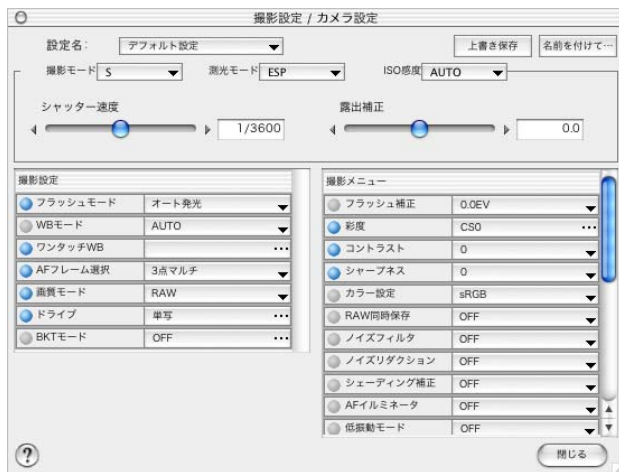 撮影設定 / カメラ設定
設定名: デフォルト設定 上書き保存 名前を付けて…
撮影モード S 測光モード ESP ISO感度 AUTO
シャッター速度 露出補正
1/3600 0.0
撮影設定
フラッシュモード オート発光
WBモード AUTO
ワンタッチWB ...
AFフレーム選択 3点マルチ
画質モード RAW
ドライブ 単写 ...
BKTモード OFF ...
撮影メニュー
フラッシュ補正 0.0EV
彩度 CS0 ...
コントラスト 0
シャープネス 0
カラー設定 sRGB
RAW同時保存 OFF
ノイズフィルタ OFF
ノイズリダクション OFF
シェーディング補正 OFF
AFイルミネータ OFF
低振動モード OFF
? 閉じる